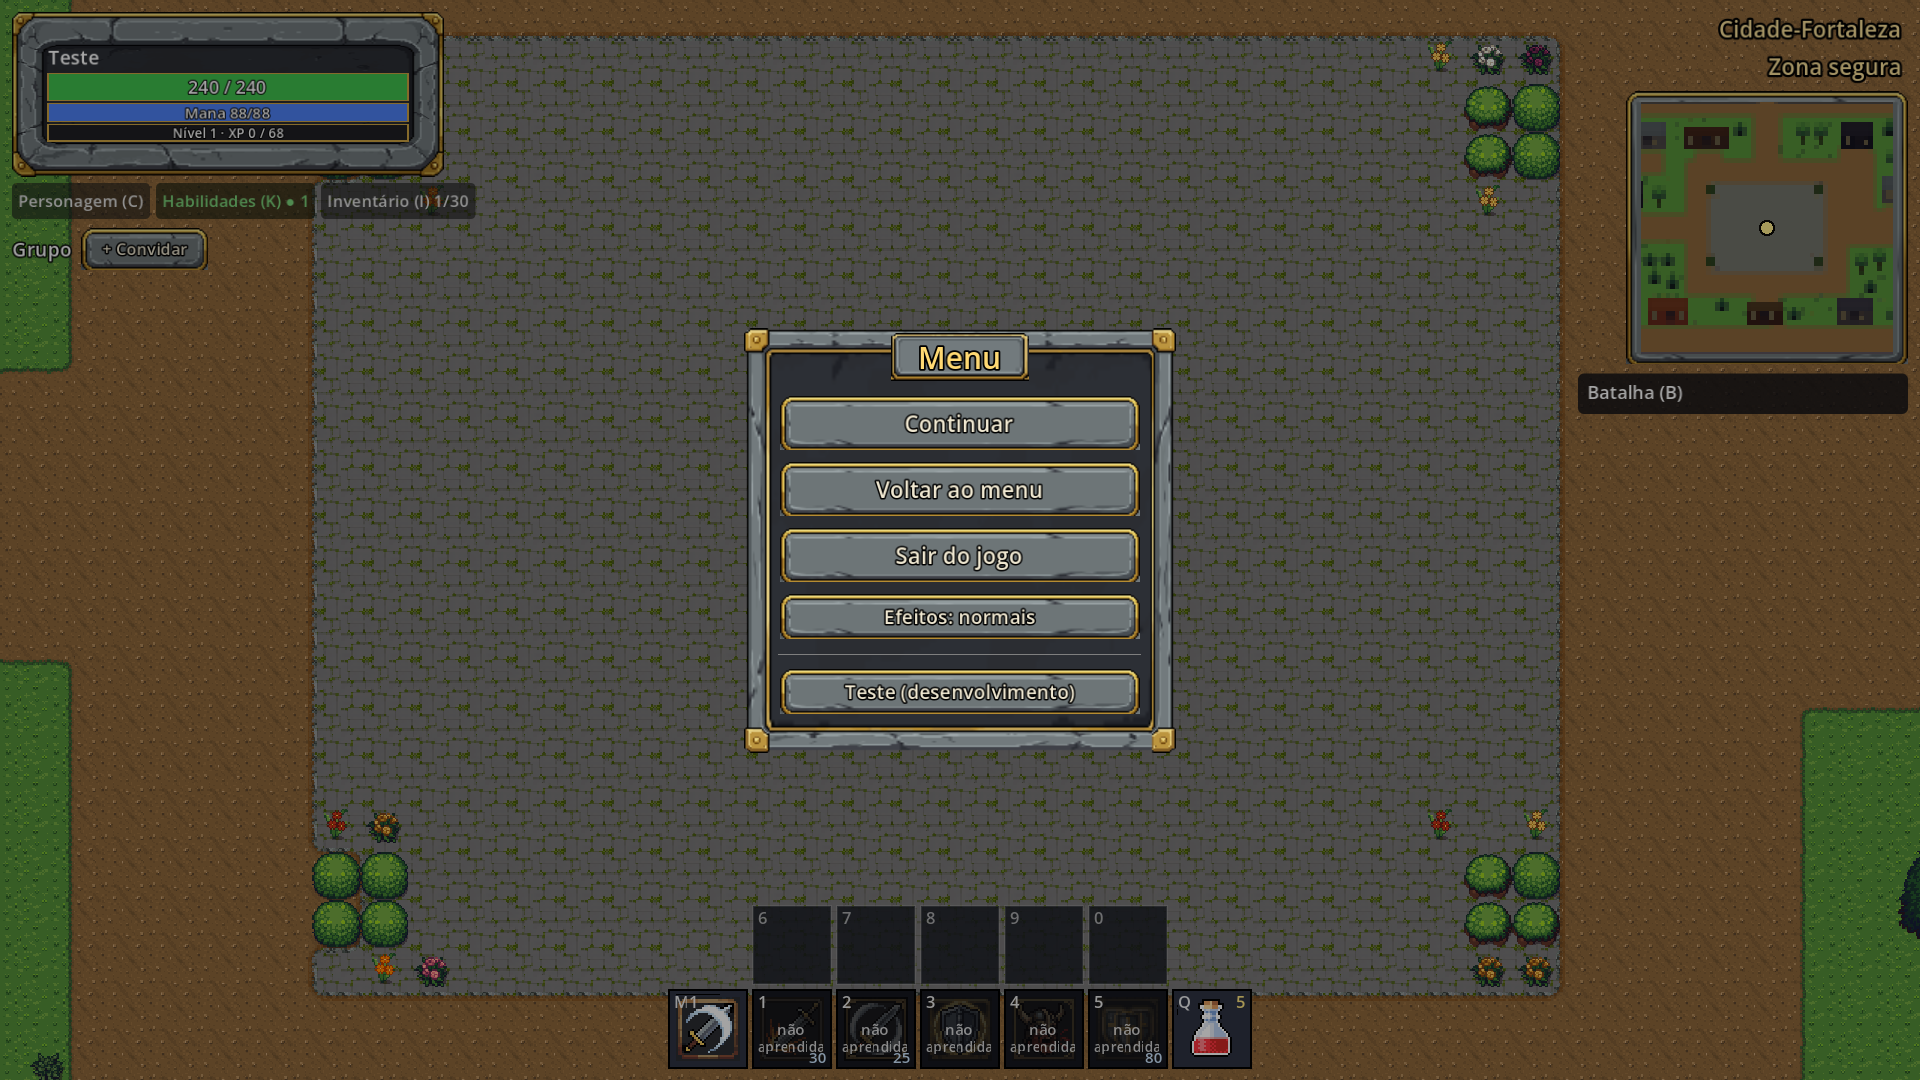 Teste
240 / 240
Mana 88/88
Nível 1 · XP 0 / 68
Personagem (C)
Habilidades (K) ● 1
Inventário (I) 1/30
Grupo
+ Convidar
Cidade-Fortaleza
Zona segura
Batalha (B)
Menu
Continuar
Voltar ao menu
Sair do jogo
Efeitos: normais
Teste (desenvolvimento)
6
7
8
9
0
M1
1
não
aprendida
30
2
não
aprendida
25
3
não
aprendida
4
não
aprendida
5
não
aprendida
80
Q
5